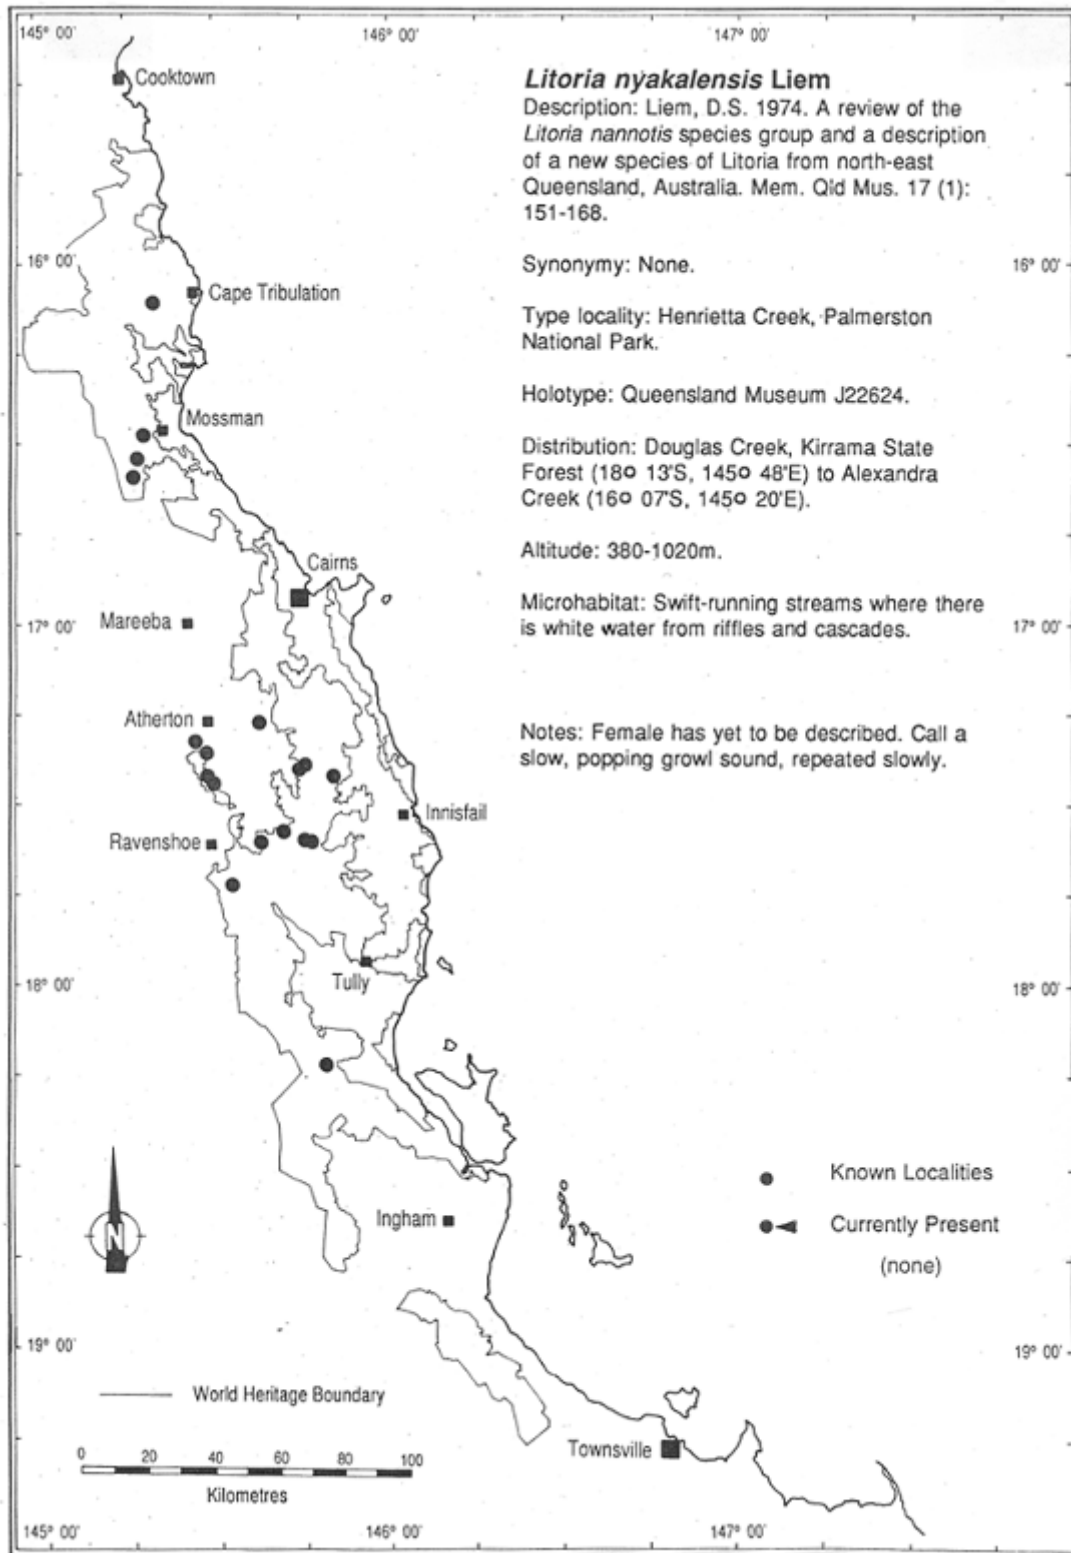 145° 00'
146° 00'
147° 00'
Cooktown
Litoria nyakalensis Liem
Description: Liem, D.S. 1974. A review of the
Litoria nannotis species group and a description
of a new species of Litoria from north-east
Queensland, Australia. Mem. Qld Mus. 17 (1):
151-168.
16° 00'
16° 00'
Synonymy: None.
Cape Tribulation
Type locality: Henrietta Creek, Palmerston
National Park.
Holotype: Queensland Museum J22624.
Mossman
Distribution: Douglas Creek, Kirrama State
Forest (18o 13'S, 145o 48'E) to Alexandra
Creek (16o 07'S, 145o 20'E).
Altitude: 380-1020m.
Cairns
Microhabitat: Swift-running streams where there
is white water from riffles and cascades.
Mareeba
17° 00'
17° 00'
Atherton
Notes: Female has yet to be described. Call a
slow, popping growl sound, repeated slowly.
Innisfail
Ravenshoe
Tully
18° 00'
18° 00'
Known Localities
Ingham
Currently Present
(none)
N
19° 00'
19° 00'
World Heritage Boundary
Townsville
0 20 40 60 80 100
Kilometres
145° 00'
146° 00'
147° 00'